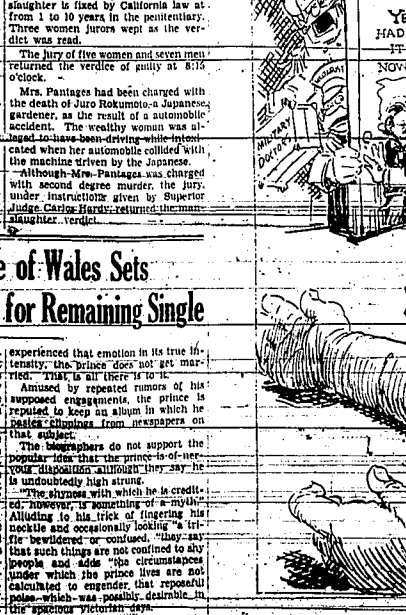 slaughter is fixed by California law at
from 1 to 10 years in the penitentiary.
Three women jurors wept as the ver-
dict was read.
The jury of five women and seven men
returned the verdice of guilty at 8:15
o'clock.
Mrs. Pantages had been charged with
the death of Juro Rokumoto, a Japanese
gardener, as the result of a automobile
accident. The wealthy woman was al-
leged to have been driving while intoxi-
cated when her automobile collided with
the machine driven by the Japanese.
Although Mrs. Pantages was charged
with second degree murder, the jury,
under instructions given by Superior
Judge Carlos Hardy, returned the man-
slaughter verdict.
e of Wales Sets
for Remaining Single
experienced that emotion in its true in-
tensity, the prince does not get mar-
ried. That is all there is to it.
Amused by repeated rumors of his
supposed engagements, the prince is
reputed to keep an album in which he
pastes clippings from newspapers on
that subject.
The biographers do not support the
popular idea that the prince is of ner-
vous disposition although they say he
is undoubtedly high strung.
"The shyness with which he is credit-
ed, however, is something of a myth."
Alluding to his trick of fingering his
necktie and occasionally looking "a tri-
fle bewildered or confused, "they say
that such things are not confined to shy
people and adds "the circumstances
under which the prince lives are not
calculated to engender that reposeful
poise which was possibly desirable in
the spacious Victorian days.
YE
HAD
IT
NOV
MILITARY